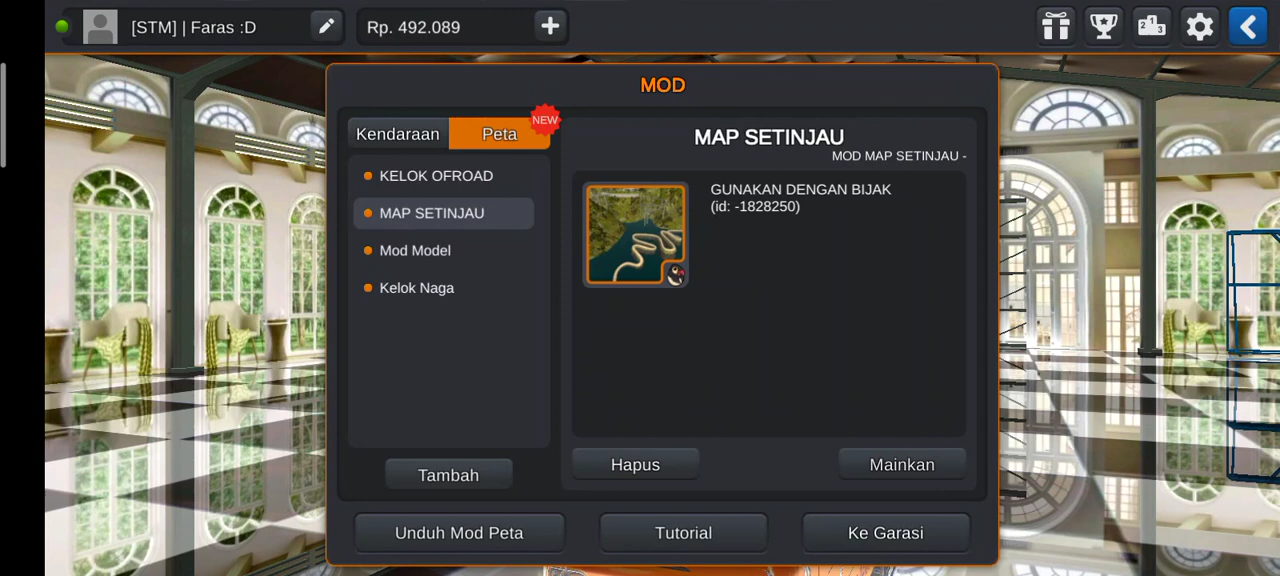 [STM] | Faras :D
Rp. 492.089
MOD
Kendaraan
Peta
NEW
KELOK OFROAD
MAP SETINJAU
Mod Model
Kelok Naga
Tambah
MAP SETINJAU
MOD MAP SETINJAU -
GUNAKAN DENGAN BIJAK
(id: -1828250)
Hapus
Mainkan
Unduh Mod Peta
Tutorial
Ke Garasi